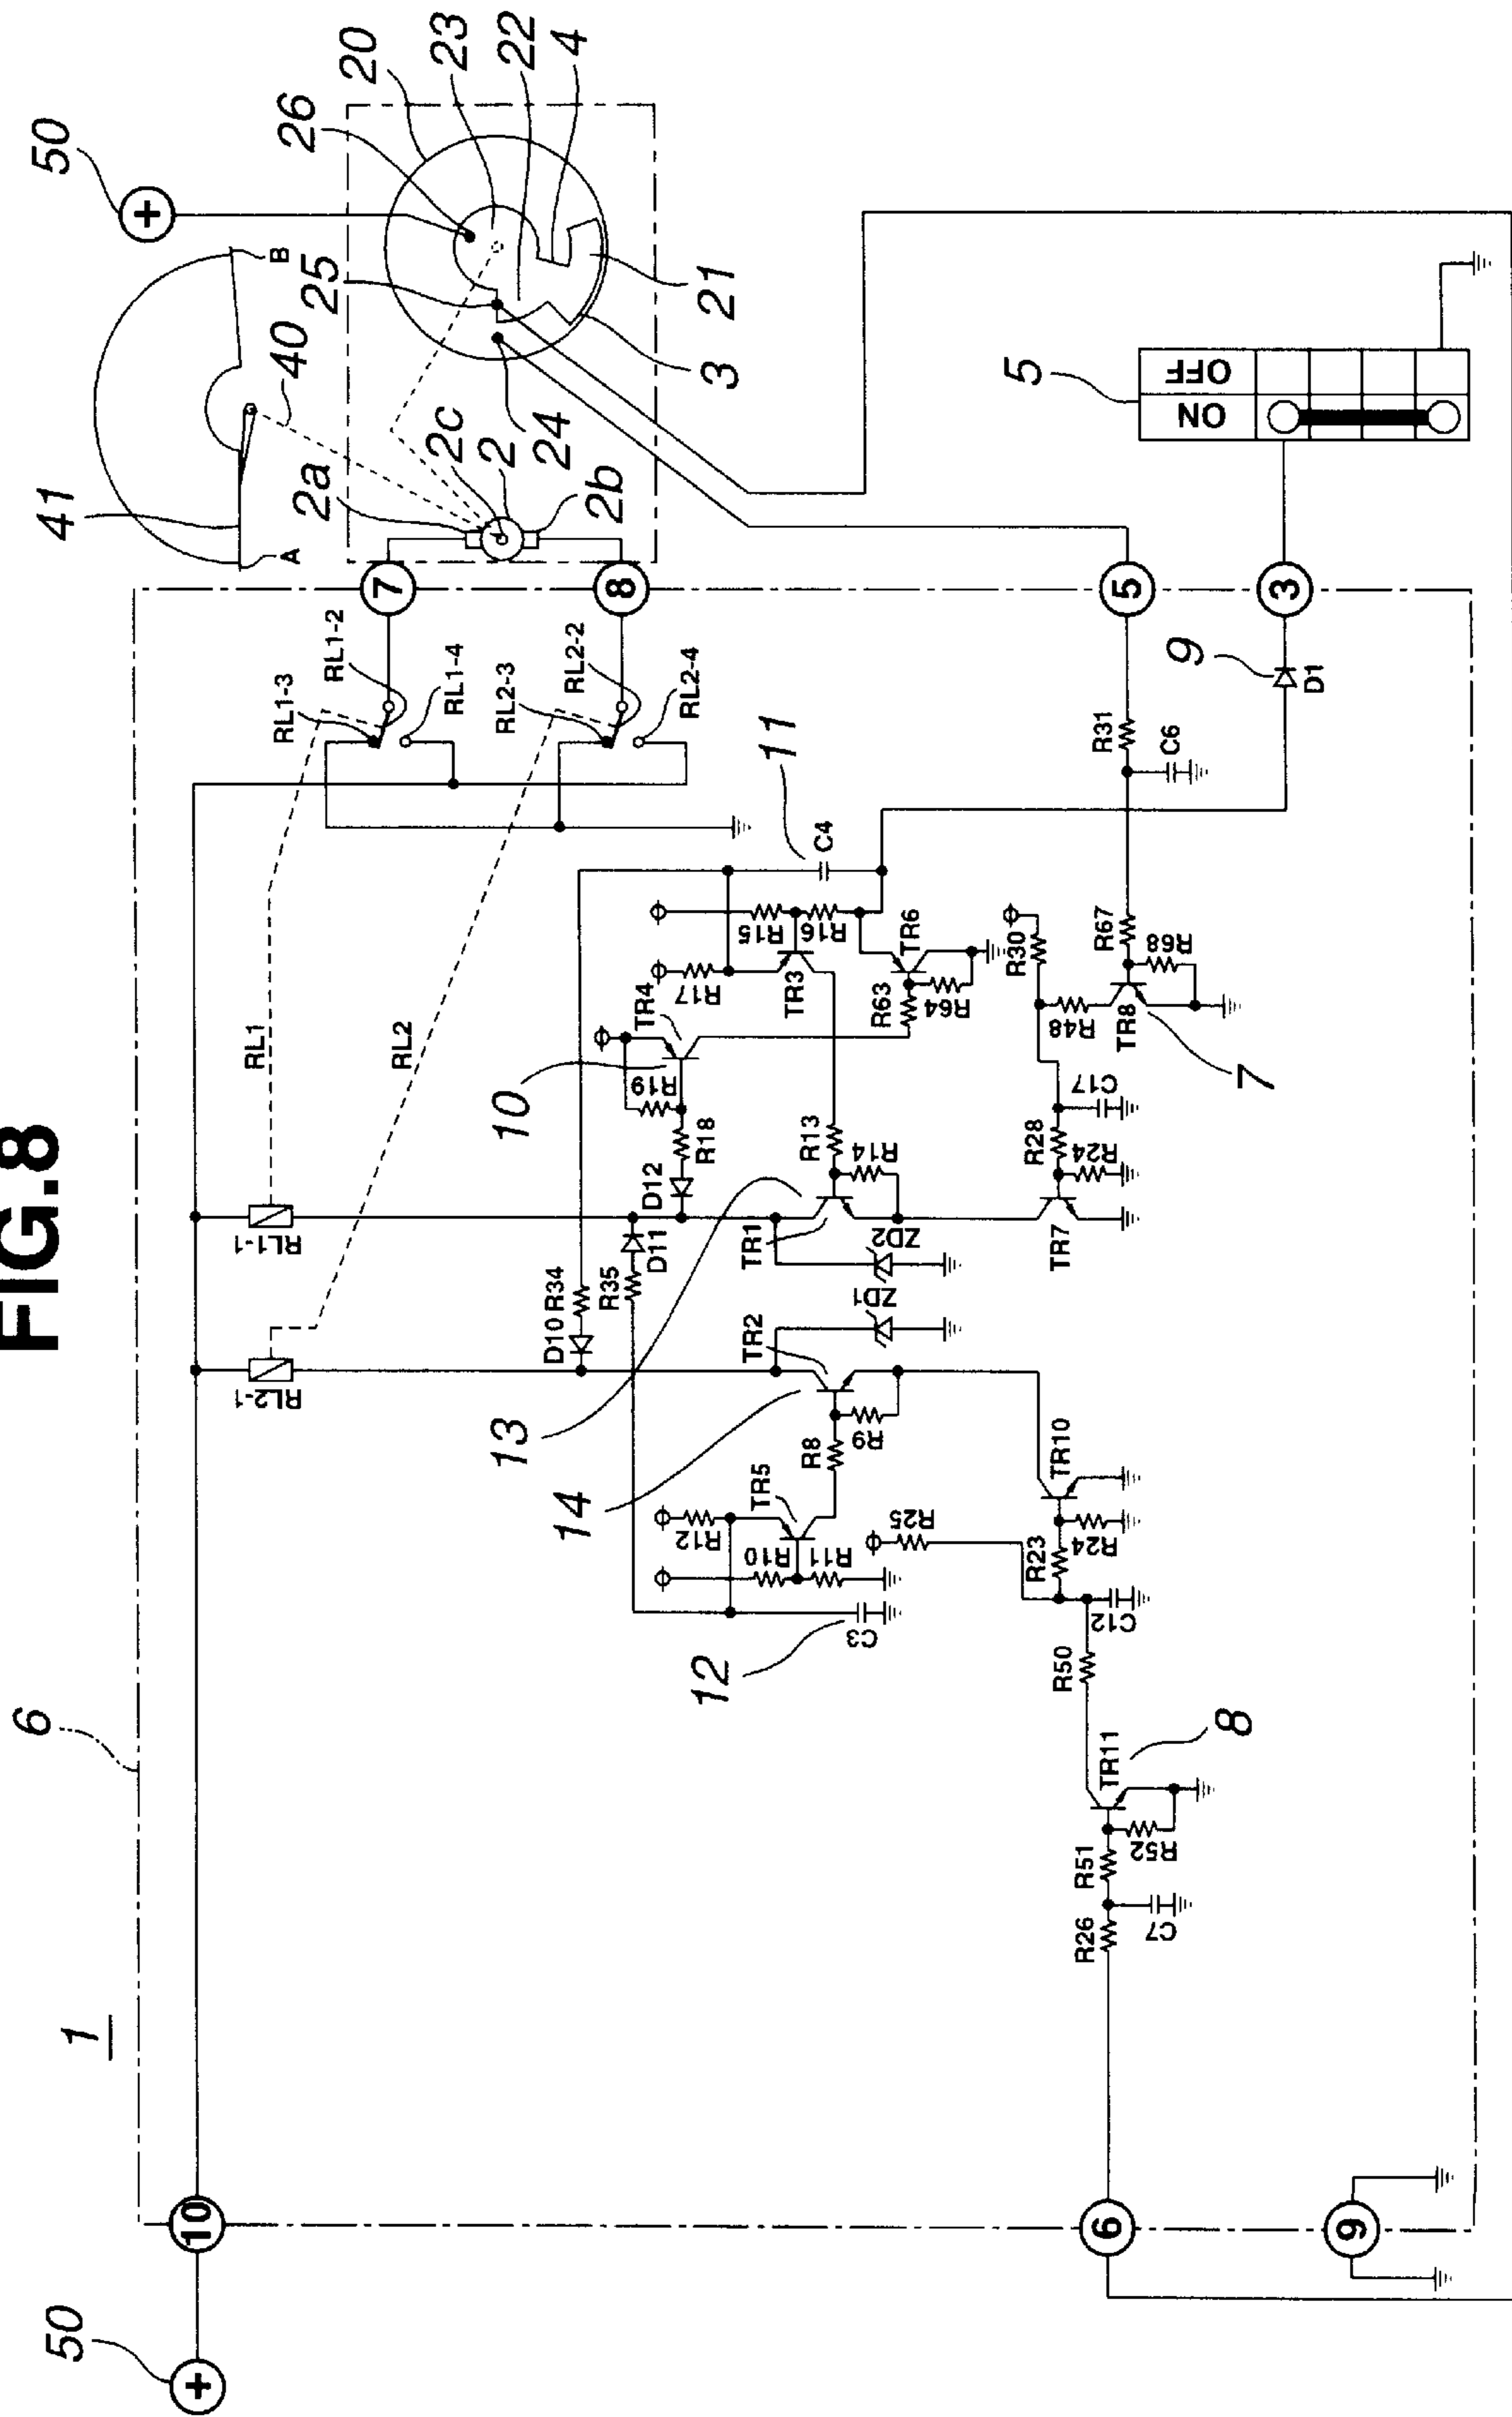 FIG.8
1
6
50
+
10
RL2-1
RL1-1
RL1
RL2
RL1-3
RL1-2
RL1-4
RL2-3
RL2-2
RL2-4
7
8
41
A
B
40
50
+
2a
2c
2
2b
24
25
26
20
23
22
4
21
3
5
OFF
ON
5
3
9
D1
R31
C6
11
C4
R15
R16
R17
TR3
TR4
10
R19
R18
D12
TR6
R63
R64
R30
R67
R68
R48
TR8
7
C17
R28
R24
TR7
R13
R14
TR1
13
ZD2
ZD1
D11
R35
R34
D10
TR2
14
R8
R9
TR5
R12
R10
R11
R25
12
C3
TR10
R23
R24
C12
R50
TR11
8
R52
R51
C7
R26
6
9